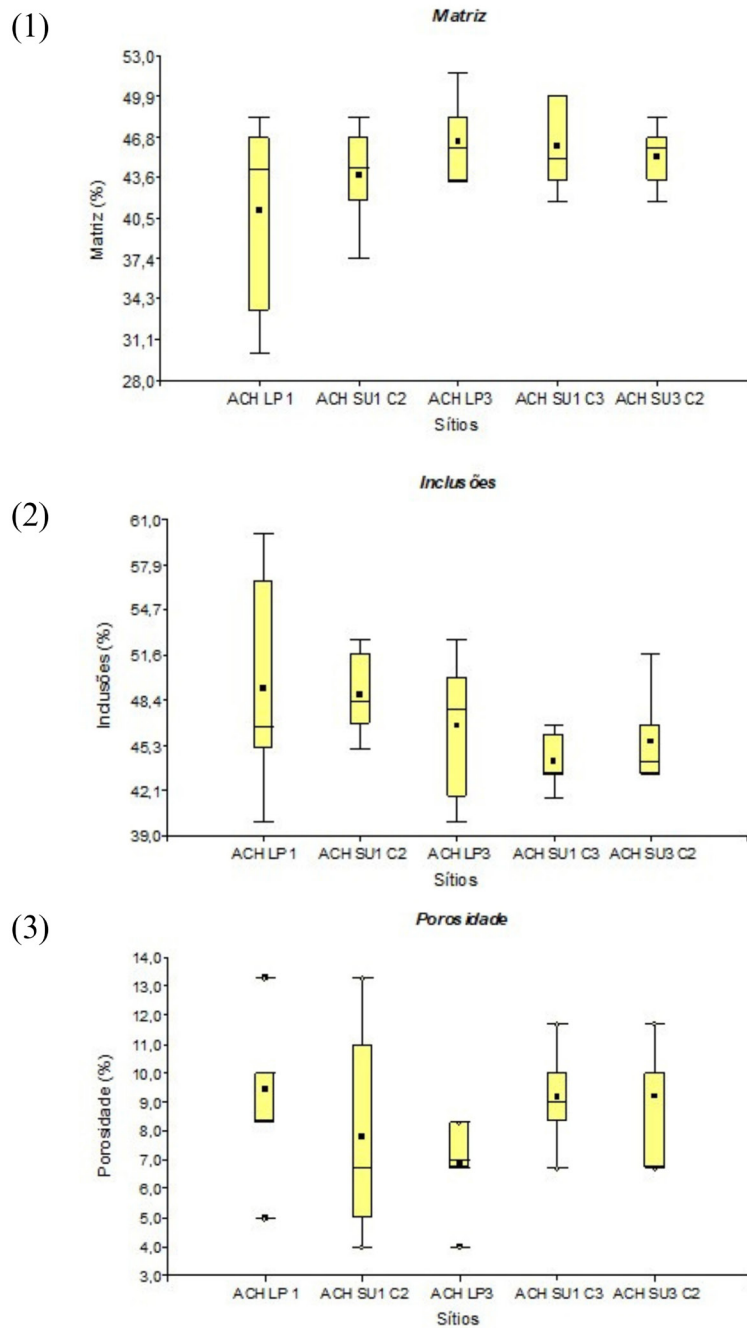 (1)
Matriz
Matriz (%)
53,0
49,9
46,8
43,6
40,5
37,4
34,3
31,1
28,0
ACH LP 1 ACH SU1 C2 ACH LP3 ACH SU1 C3 ACH SU3 C2
Sítios
(2)
Inclusões
Inclusões (%)
61,0
57,9
54,7
51,6
48,4
45,3
42,1
39,0
ACH LP 1 ACH SU1 C2 ACH LP3 ACH SU1 C3 ACH SU3 C2
Sítios
(3)
Porosidade
Porosidade (%)
14,0
13,0
12,0
11,0
10,0
9,0
8,0
7,0
6,0
5,0
4,0
3,0
ACH LP 1 ACH SU1 C2 ACH LP3 ACH SU1 C3 ACH SU3 C2
Sítios